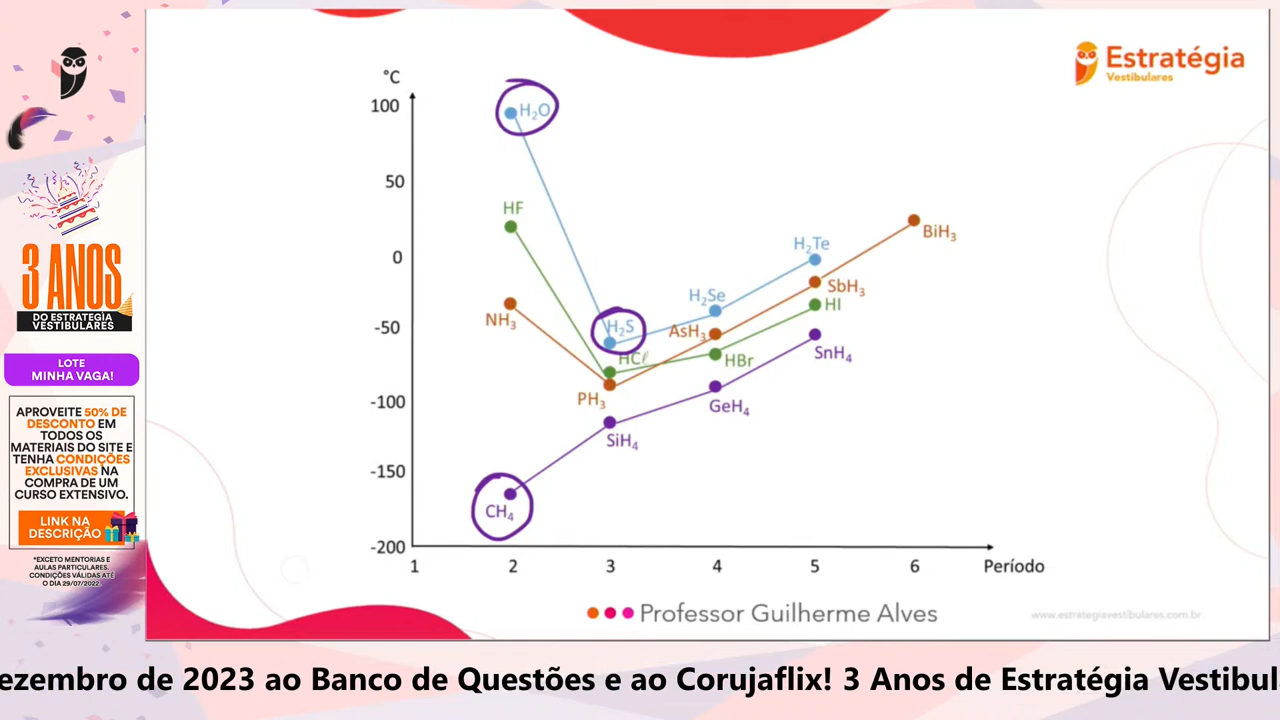 Estratégia
Vestibulares
°C
100
50
0
-50
-100
-150
-200
1
2
3
4
5
6
Período
H₂O
HF
NH₃
H₂S
HCℓ
PH₃
SiH₄
CH₄
H₂Se
AsH₃
HBr
GeH₄
H₂Te
SbH₃
HI
SnH₄
BiH₃
Professor Guilherme Alves
www.estrategiavestibulares.com.br
3 ANOS
DO ESTRATEGIA
VESTIBULARES
LOTE
MINHA VAGA!
APROVEITE 50% DE
DESCONTO EM
TODOS OS
MATERIAIS DO SITE E
TENHA CONDIÇÕES
EXCLUSIVAS NA
COMPRA DE UM
CURSO EXTENSIVO.
LINK NA
DESCRIÇÃO
*EXCETO MENTORIAS E
AULAS PARTICULARES.
CONDIÇÕES VÁLIDAS ATÉ
O DIA 29/07/2022.
ezembro de 2023 ao Banco de Questões e ao Corujaflix! 3 Anos de Estratégia Vestibul